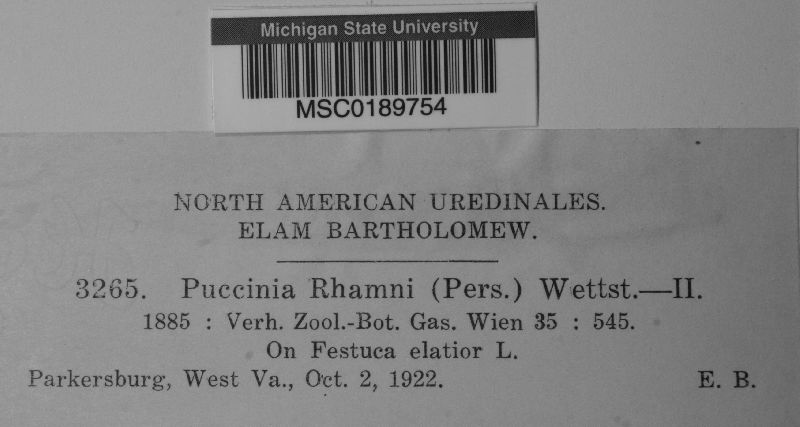 Michigan State University
MSC0189754
NORTH AMERICAN UREDINALES.
ELAM BARTHOLOMEW.
3265. Puccinia Rhamni (Pers.) Wettst.—II.
1885 : Verh. Zool.-Bot. Gas. Wien 35 : 545.
On Festuca elatior L.
Parkersburg, West Va., Oct. 2, 1922. E. B.